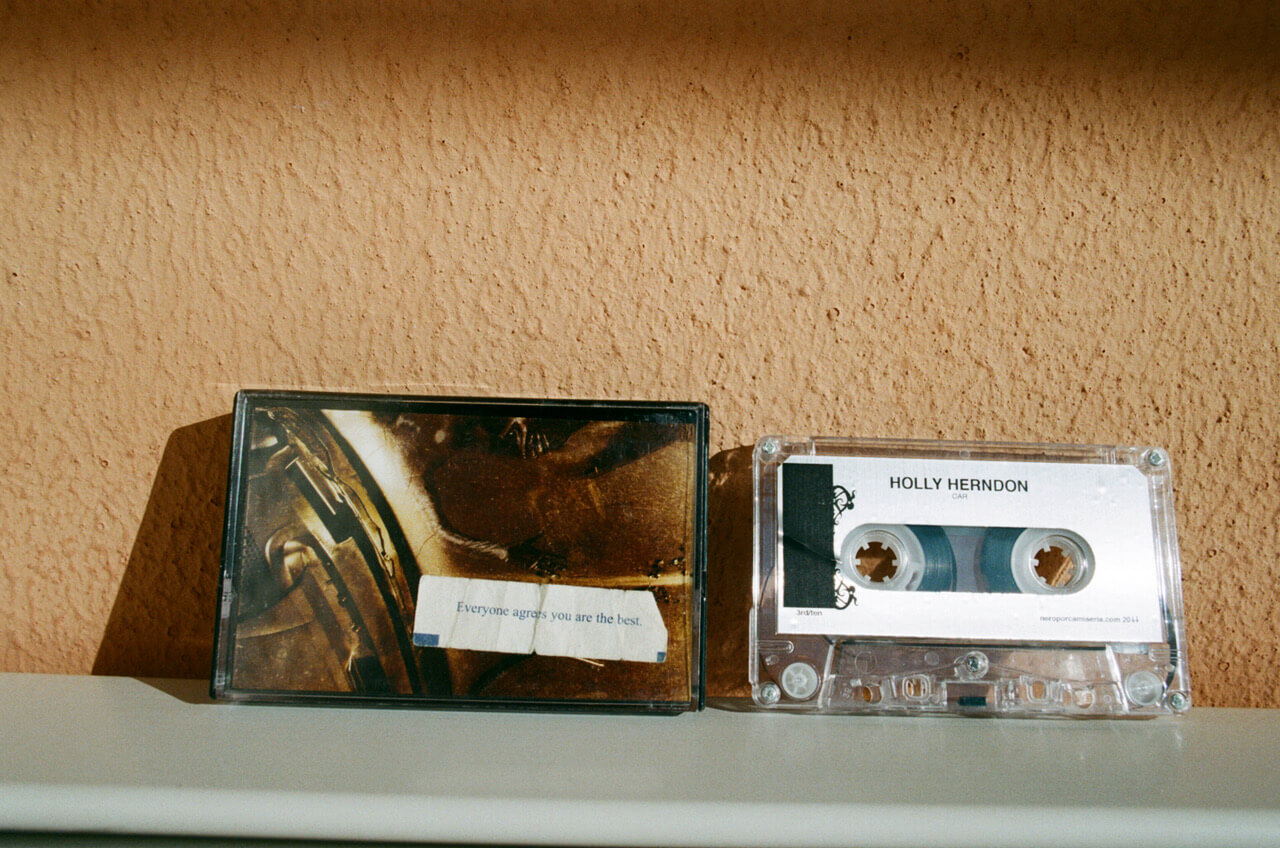 Everyone agrees you are the best.
HOLLY HERNDON
CAR
3rd/ten
neroporcamiseria.com 2011